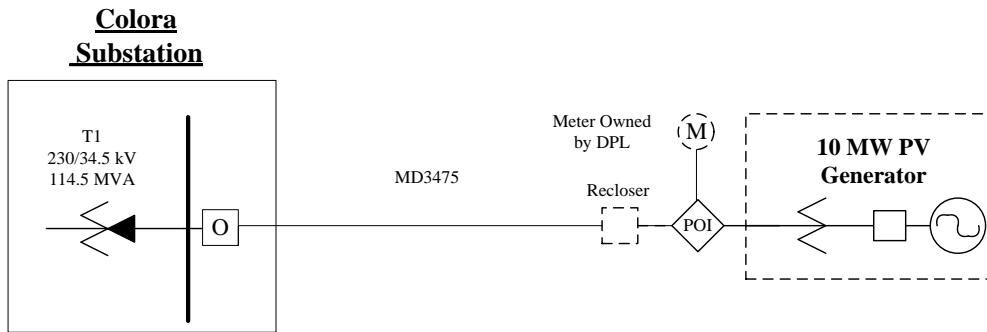 Colora
Substation
T1
230/34.5 kV
114.5 MVA
O
MD3475
Meter Owned
by DPL
M
Recloser
POI
10 MW PV
Generator